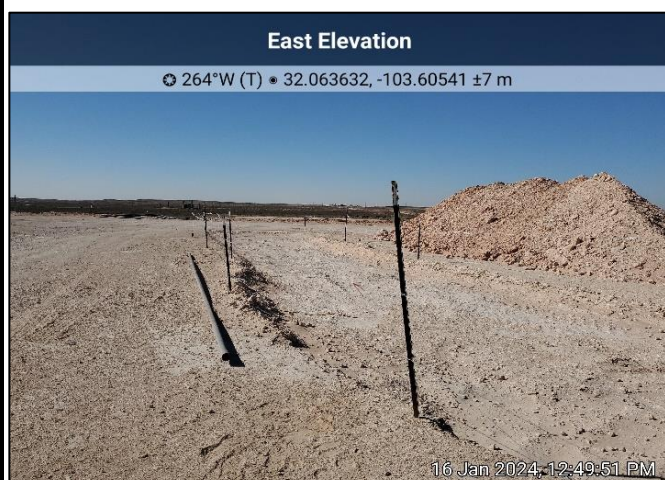 East Elevation
264°W (T) ● 32.063632, -103.60541 ±7 m
16 Jan 2024, 12:49:51 PM